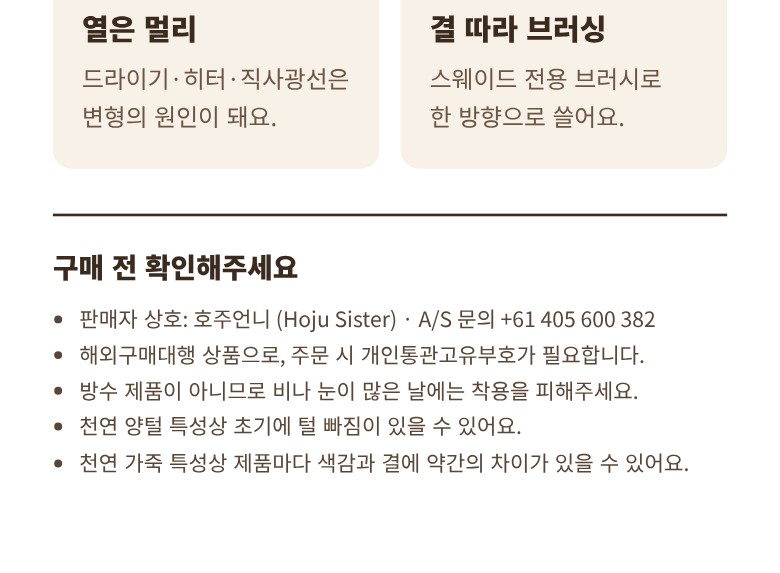 열은 멀리
드라이기·히터·직사광선은
변형의 원인이 돼요.
결 따라 브러싱
스웨이드 전용 브러시로
한 방향으로 쓸어요.
구매 전 확인해주세요
• 판매자 상호: 호주언니 (Hoju Sister) · A/S 문의 +61 405 600 382
• 해외구매대행 상품으로, 주문 시 개인통관고유부호가 필요합니다.
• 방수 제품이 아니므로 비나 눈이 많은 날에는 착용을 피해주세요.
• 천연 양털 특성상 초기에 털 빠짐이 있을 수 있어요.
• 천연 가죽 특성상 제품마다 색감과 결에 약간의 차이가 있을 수 있어요.